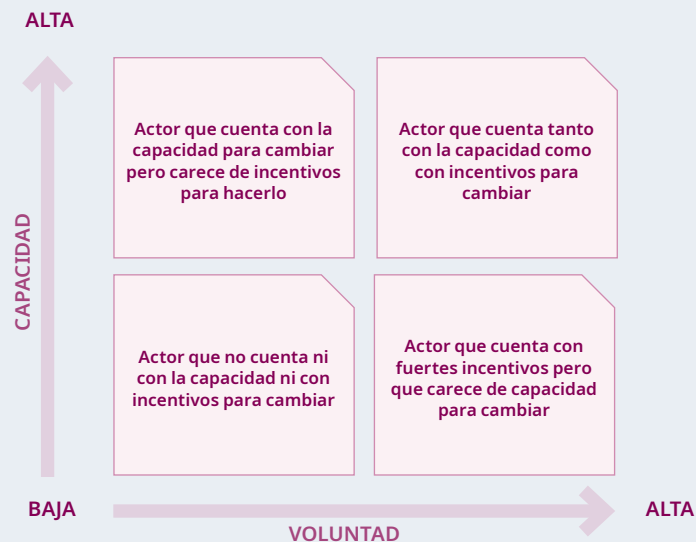 ALTA
Actor que cuenta con la
capacidad para cambiar
pero carece de incentivos
para hacerlo
Actor que cuenta tanto
con la capacidad como
con incentivos para
cambiar
CAPACIDAD
Actor que no cuenta ni
con la capacidad ni con
incentivos para cambiar
Actor que cuenta con
fuertes incentivos pero
que carece de capacidad
para cambiar
BAJA
ALTA
VOLUNTAD